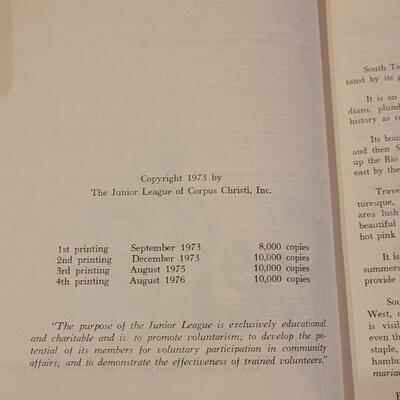 Copyright 1973 by
The Junior League of Corpus Christi, Inc.
1st printing September 1973 8,000 copies
2nd printing December 1973 10,000 copies
3rd printing August 1975 10,000 copies
4th printing August 1976 10,000 copies
"The purpose of the Junior League is exclusively educational
and charitable and is: to promote voluntarism; to develop the po-
tential of its members for voluntary participation in community
affairs; and to demonstrate the effectiveness of trained volunteers."
South Te
tated by its g
It is an
dians, plund
history as c
Its bou
and then S
up the Rio
east by the
Trave
turesque,
area lush
beautiful
hot pink
It is
summers
provide
Sou
West, a
is visib
even th
staple,
hambu
mariac